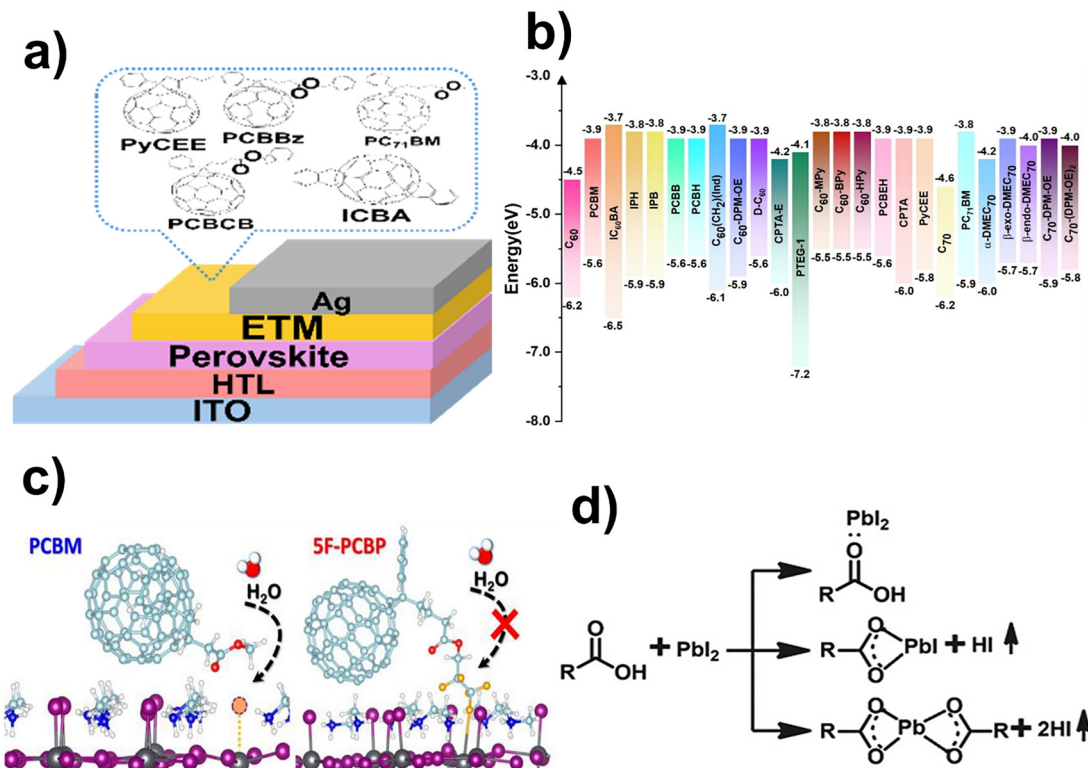 a)
PyCEE
PCBBz
PC71BM
PCBCB
ICBA
Ag
ETM
Perovskite
HTL
ITO
b)
Energy(eV)
-3.0
-4.0
-5.0
-6.0
-7.0
-8.0
-4.5 C60 -6.2
-3.9 PCBM -5.6
-3.7 IC60BA -6.5
-3.8 IPH -5.9
-3.8 IPB -5.9
-3.9 PCBB -5.6
-3.9 PCBH -5.6
-3.7 C60(CH2)(Ind) -6.1
-3.9 C60-DPM-OE -5.9
-3.9 D-C60 -5.6
-4.2 CPTA-E -6.0
-4.1 PTEG-1 -7.2
-3.8 C60-MPy -5.5
-3.8 C60-BPy -5.5
-3.8 C60-HPy -5.5
-3.9 PCBEH -5.6
-3.9 CPTA -6.0
-3.9 PyCEE -5.8
-4.6 C70 -6.2
-3.8 PC71BM -5.9
-4.2 α-DMEC70 -6.0
-3.9 β-exo-DMEC70 -5.7
-4.0 β-endo-DMEC70 -5.7
-3.9 C70-DPM-OE -5.9
-4.0 C70-(DPM-OE)2 -5.8
c)
PCBM
H2O
5F-PCBP
H2O
d)
R O OH + PbI2
PbI2
R O OH
R O O PbI + HI
R O O Pb O O R + 2HI